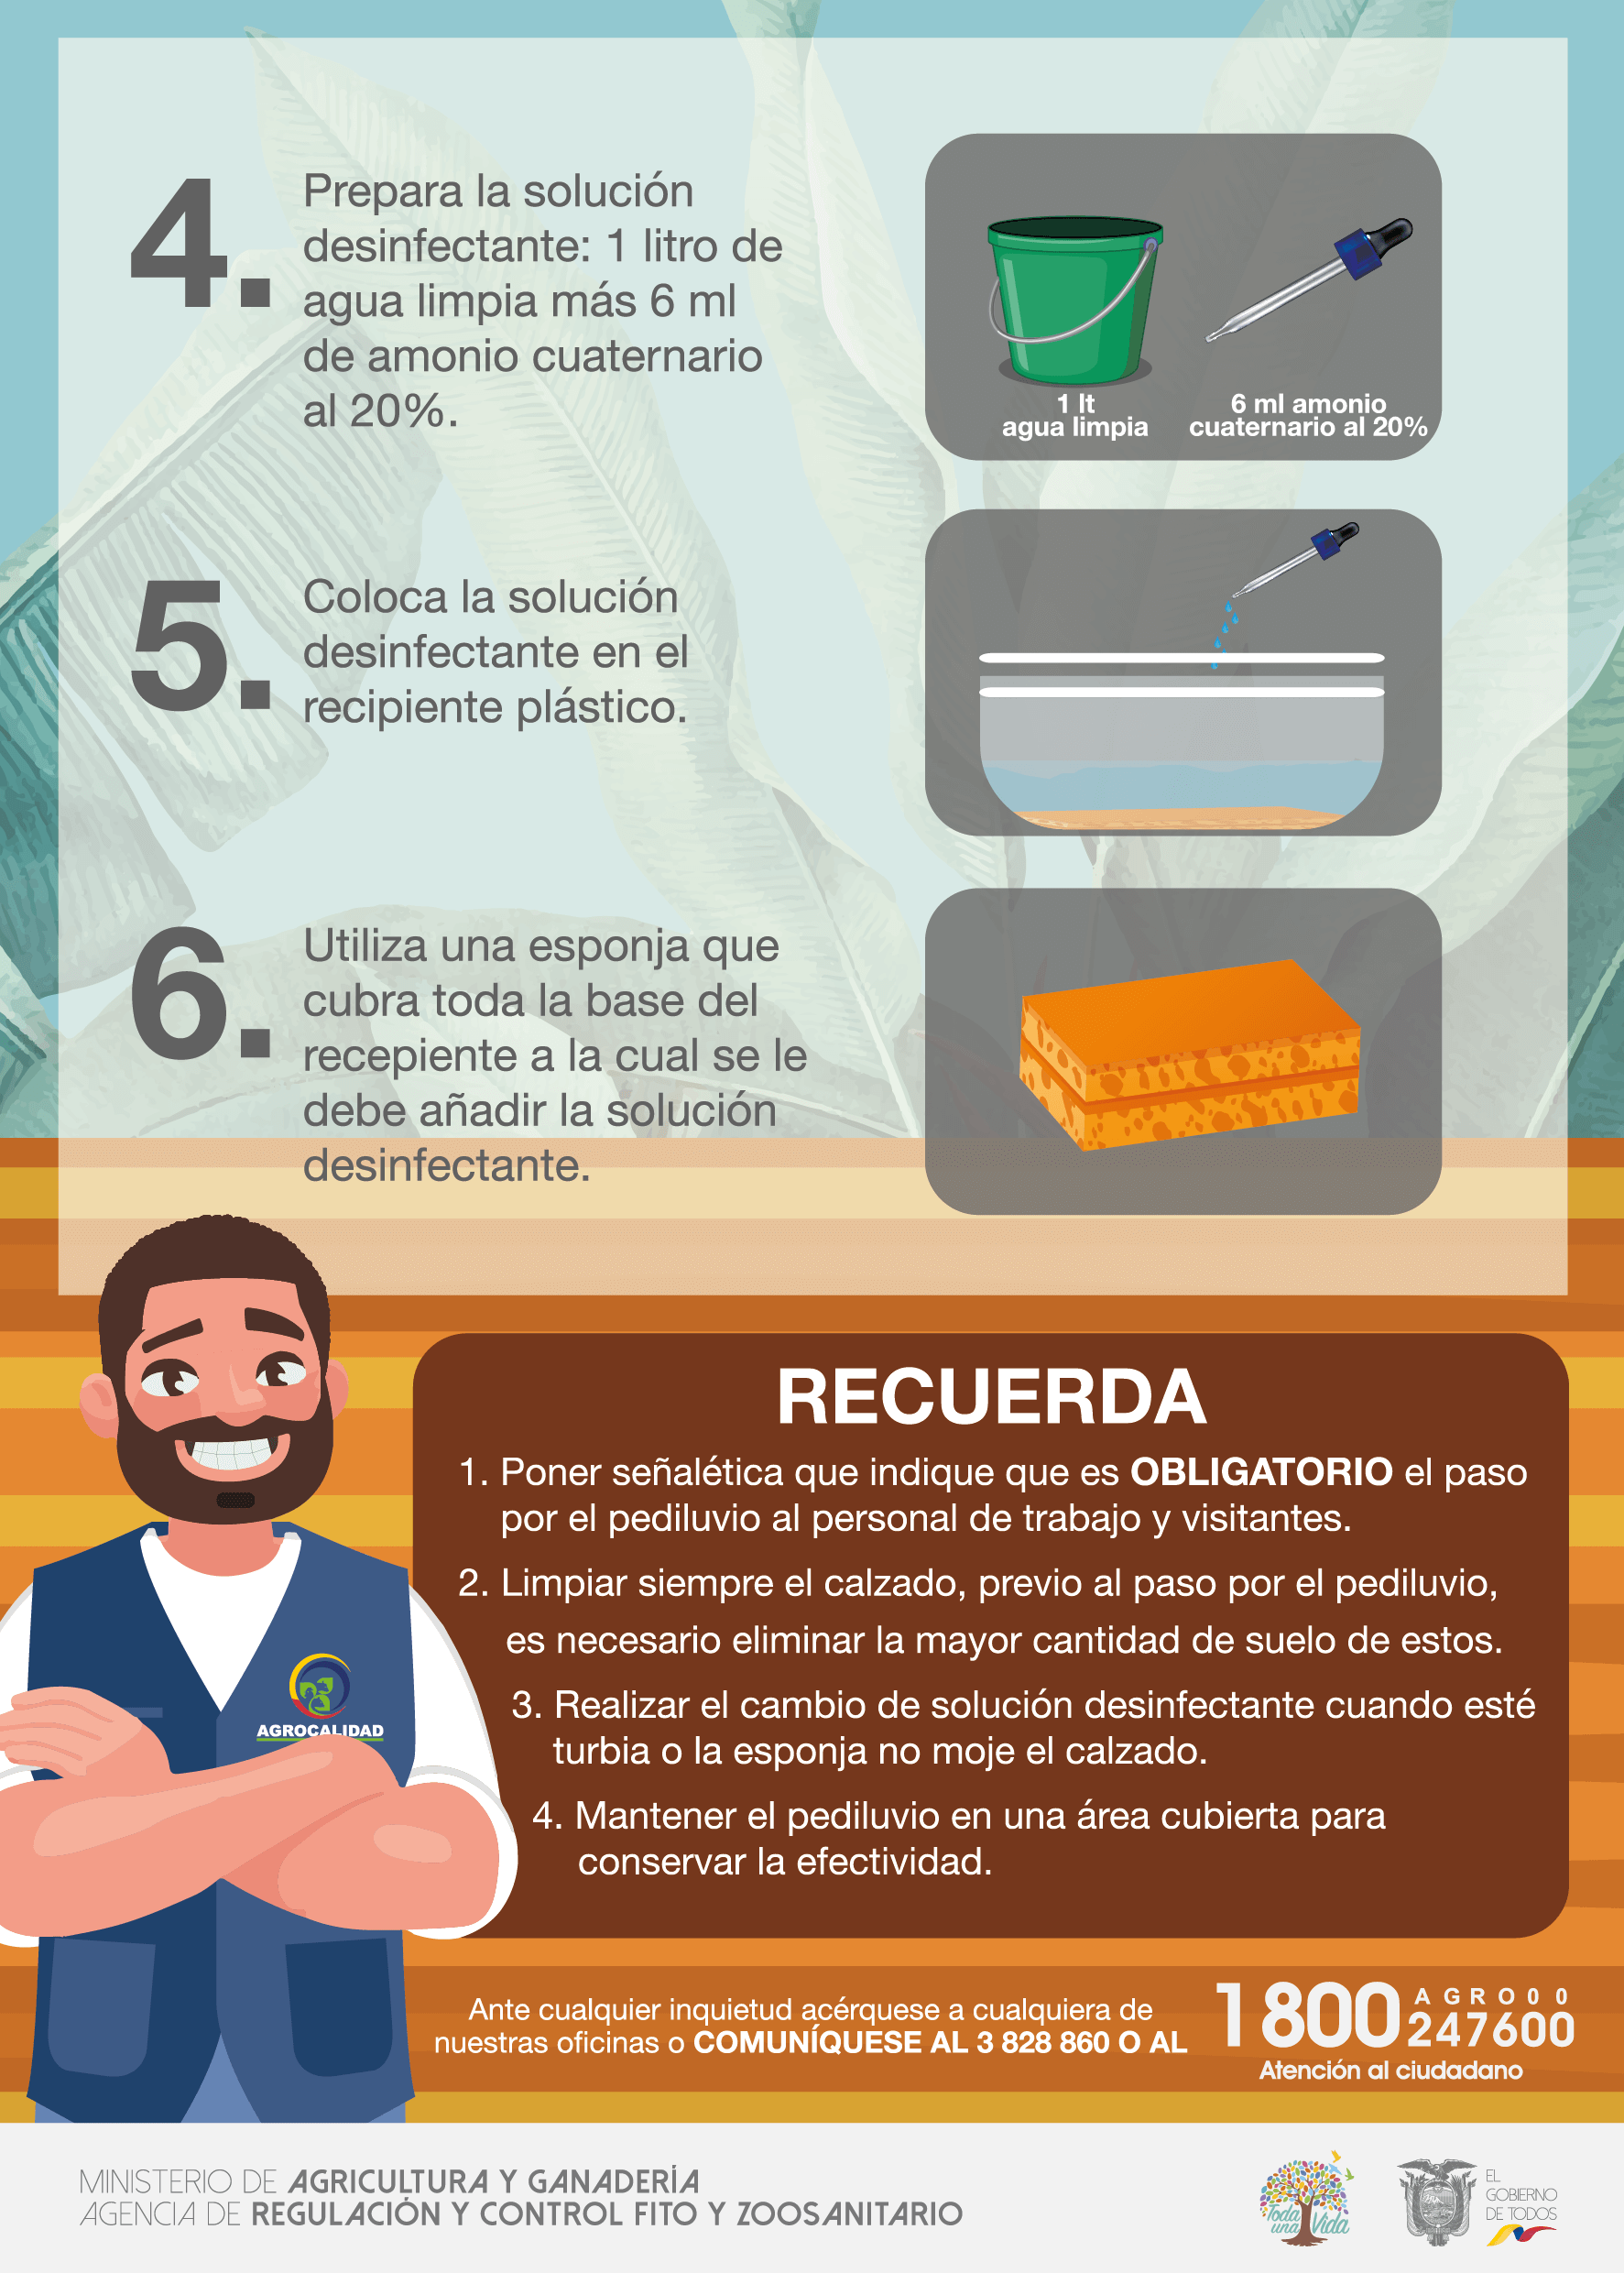 4.
Prepara la solución
desinfectante: 1 litro de
agua limpia más 6 ml
de amonio cuaternario
al 20%.
1 lt
agua limpia
6 ml amonio
cuaternario al 20%
5.
Coloca la solución
desinfectante en el
recipiente plástico.
6.
Utiliza una esponja que
cubra toda la base del
recepiente a la cual se le
debe añadir la solución
desinfectante.
RECUERDA
1. Poner señalética que indique que es OBLIGATORIO el paso
por el pediluvio al personal de trabajo y visitantes.
2. Limpiar siempre el calzado, previo al paso por el pediluvio,
es necesario eliminar la mayor cantidad de suelo de estos.
3. Realizar el cambio de solución desinfectante cuando esté
turbia o la esponja no moje el calzado.
4. Mantener el pediluvio en una área cubierta para
conservar la efectividad.
AGROCALIDAD
Ante cualquier inquietud acérquese a cualquiera de
nuestras oficinas o COMUNÍQUESE AL 3 828 860 O AL
1800 AGRO00
247600
Atención al ciudadano
MINISTERIO DE AGRICULTURA Y GANADERÍA
AGENCIA DE REGULACIÓN Y CONTROL FITO Y ZOOSANITARIO
Toda
una Vida
EL
GOBIERNO
DE TODOS